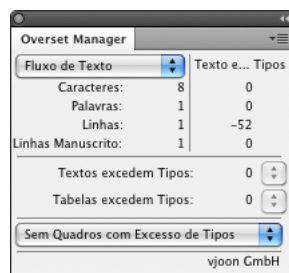 Overset Manager
Fluxo de Texto Texto e... Tipos
Caracteres: 8 0
Palavras: 1 0
Linhas: 1 -52
Linhas Manuscrito: 1 0
Textos excedem Tipos: 0
Tabelas excedem Tipos: 0
Sem Quadros com Excesso de Tipos
vjoon GmbH